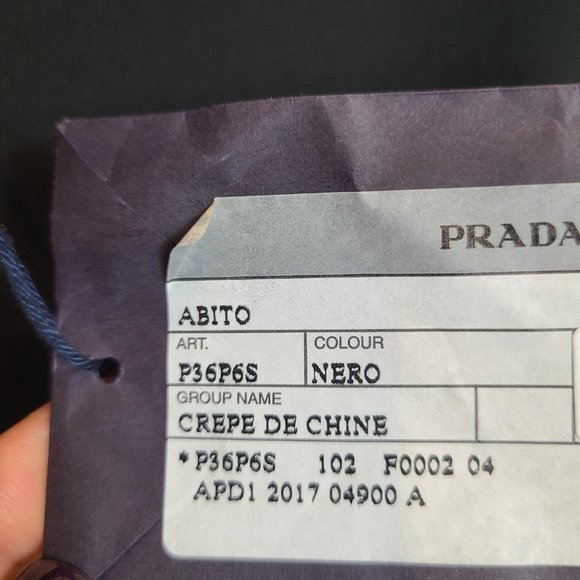 PRADA
ABITO
ART. COLOUR
P36P6S NERO
GROUP NAME
CREPE DE CHINE
*P36P6S 102 F0002 04
APD1 2017 04900 A